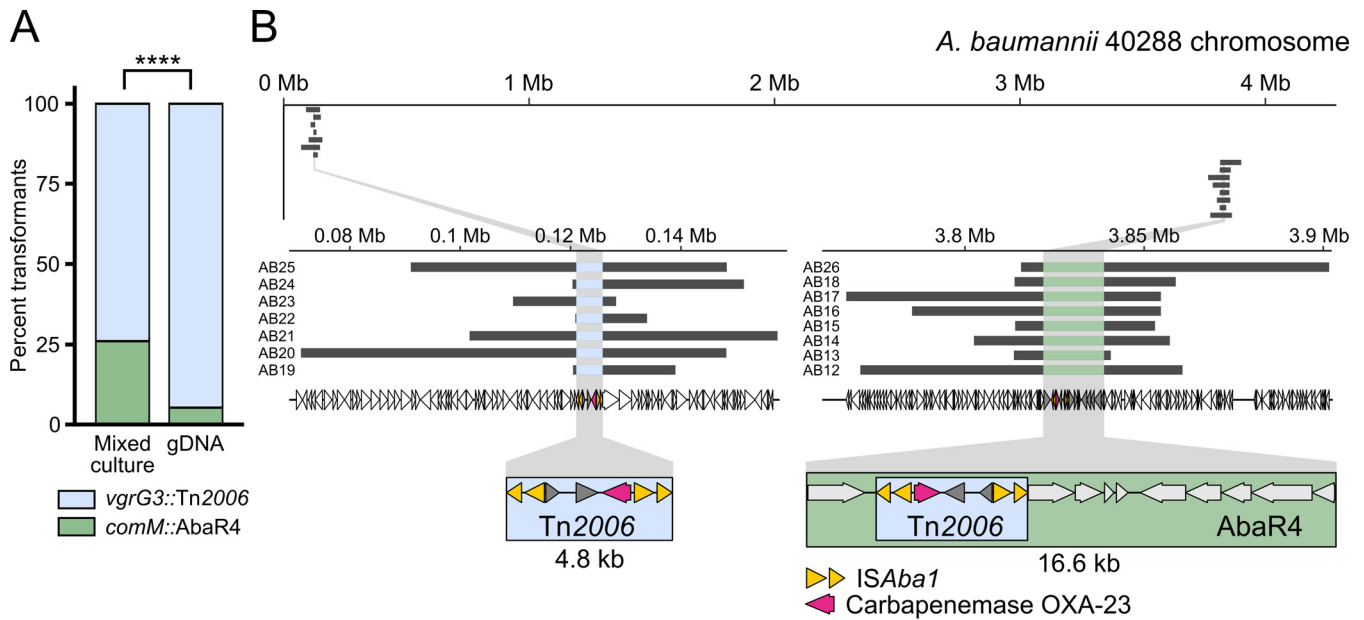 A
****
100
75
50
25
0
Percent transformants
Mixed culture
gDNA
vgrG3::Tn2006
comM::AbaR4
B
A. baumannii 40288 chromosome
0 Mb 1 Mb 2 Mb 3 Mb 4 Mb
0.08 Mb 0.1 Mb 0.12 Mb 0.14 Mb
AB25
AB24
AB23
AB22
AB21
AB20
AB19
Tn2006
4.8 kb
3.8 Mb 3.85 Mb 3.9 Mb
AB26
AB18
AB17
AB16
AB15
AB14
AB13
AB12
Tn2006
AbaR4
16.6 kb
ISAba1
Carbapenemase OXA-23